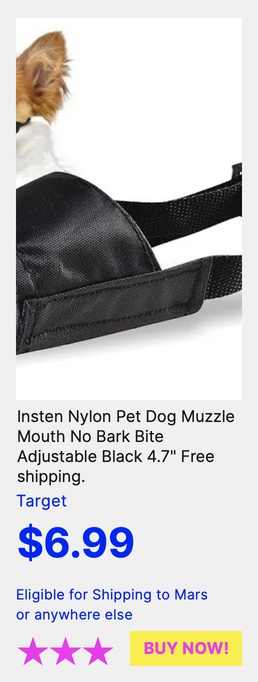 Insten Nylon Pet Dog Muzzle
Mouth No Bark Bite
Adjustable Black 4.7" Free
shipping.
Target
$6.99
Eligible for Shipping to Mars
or anywhere else
BUY NOW!